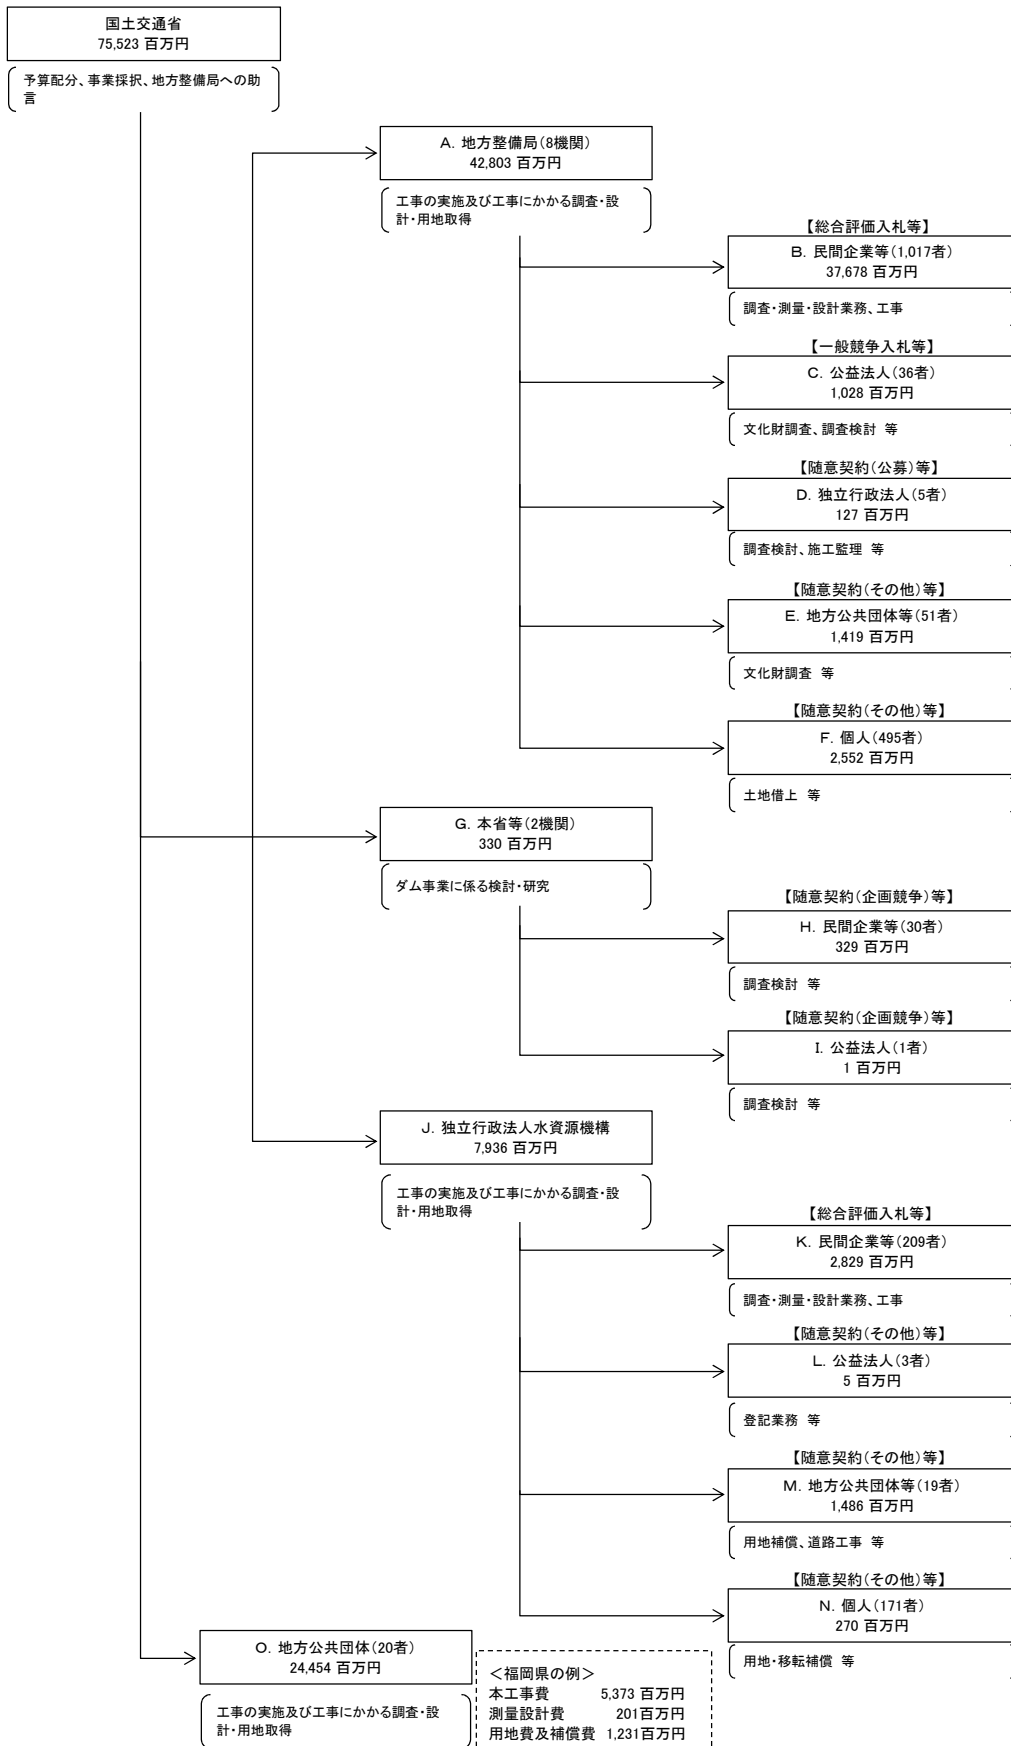 国土交通省
75,523 百万円
予算配分、事業採択、地方整備局への助
言
A. 地方整備局(8機関)
42,803 百万円
工事の実施及び工事にかかる調査・設
計・用地取得
【総合評価入札等】
B. 民間企業等(1,017者)
37,678 百万円
調査・測量・設計業務、工事
【一般競争入札等】
C. 公益法人(36者)
1,028 百万円
文化財調査、調査検討 等
【随意契約(公募)等】
D. 独立行政法人(5者)
127 百万円
調査検討、施工監理 等
【随意契約(その他)等】
E. 地方公共団体等(51者)
1,419 百万円
文化財調査 等
【随意契約(その他)等】
F. 個人(495者)
2,552 百万円
土地借上 等
G. 本省等(2機関)
330 百万円
ダム事業に係る検討・研究
【随意契約(企画競争)等】
H. 民間企業等(30者)
329 百万円
調査検討 等
【随意契約(企画競争)等】
I. 公益法人(1者)
1 百万円
調査検討 等
J. 独立行政法人水資源機構
7,936 百万円
工事の実施及び工事にかかる調査・設
計・用地取得
【総合評価入札等】
K. 民間企業等(209者)
2,829 百万円
調査・測量・設計業務、工事
【随意契約(その他)等】
L. 公益法人(3者)
5 百万円
登記業務 等
【随意契約(その他)等】
M. 地方公共団体等(19者)
1,486 百万円
用地補償、道路工事 等
【随意契約(その他)等】
N. 個人(171者)
270 百万円
用地・移転補償 等
O. 地方公共団体(20者)
24,454 百万円
工事の実施及び工事にかかる調査・設
計・用地取得
＜福岡県の例＞
本工事費 5,373 百万円
測量設計費 201百万円
用地費及補償費 1,231百万円